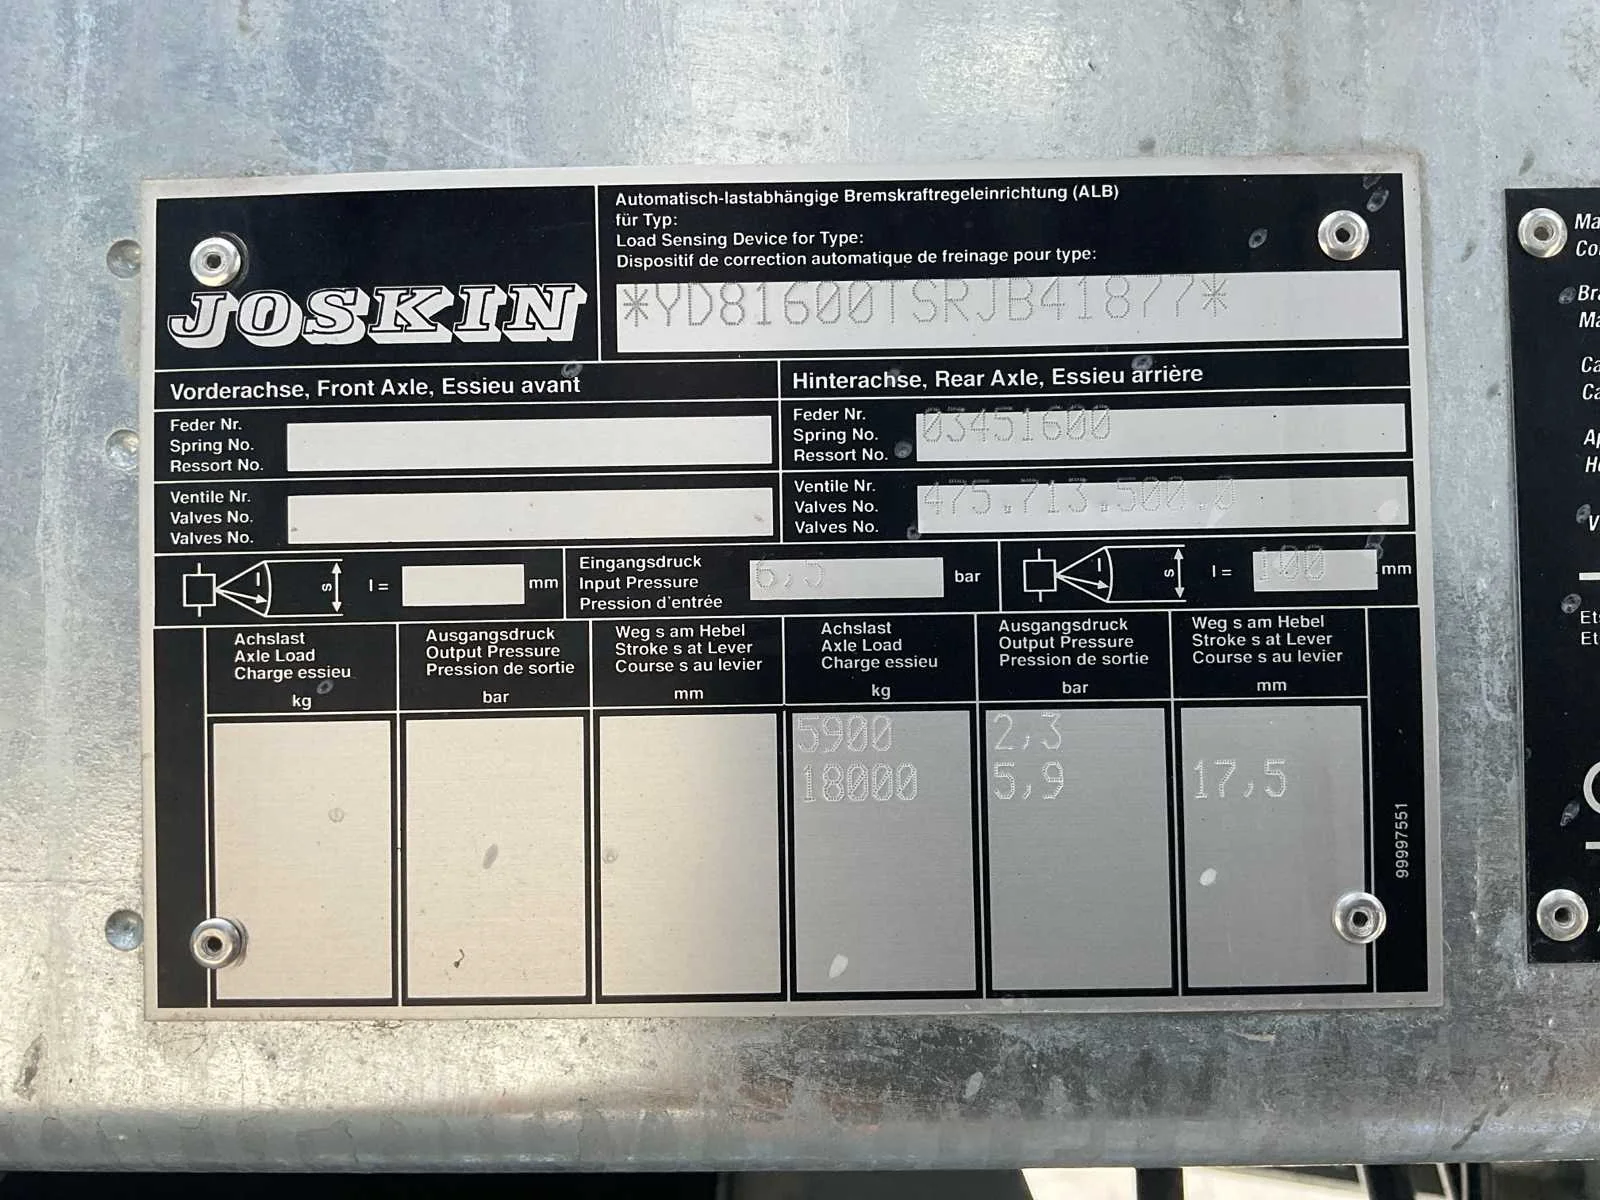 JOSKIN
Automatisch-lastabhängige Bremskraftregeleinrichtung (ALB)
für Typ:
Load Sensing Device for Type:
Dispositif de correction automatique de freinage pour type:
*YD81600TSRJB41877*
Vorderachse, Front Axle, Essieu avant
Feder Nr.
Spring No.
Ressort No.
Ventile Nr.
Valves No.
Valves No.
Hinterachse, Rear Axle, Essieu arrière
Feder Nr.
Spring No.
Ressort No.
03451600
Ventile Nr.
Valves No.
Valves No.
475.713.500.0
l
s
l =
mm
Eingangsdruck
Input Pressure
Pression d'entrée
6,5
bar
l
s
l =
100
mm
Achslast
Axle Load
Charge essieu
kg
Ausgangsdruck
Output Pressure
Pression de sortie
bar
Weg s am Hebel
Stroke s at Lever
Course s au levier
mm
Achslast
Axle Load
Charge essieu
kg
Ausgangsdruck
Output Pressure
Pression de sortie
bar
Weg s am Hebel
Stroke s at Lever
Course s au levier
mm
5900 2,3
18000 5,9 17,5
99997551